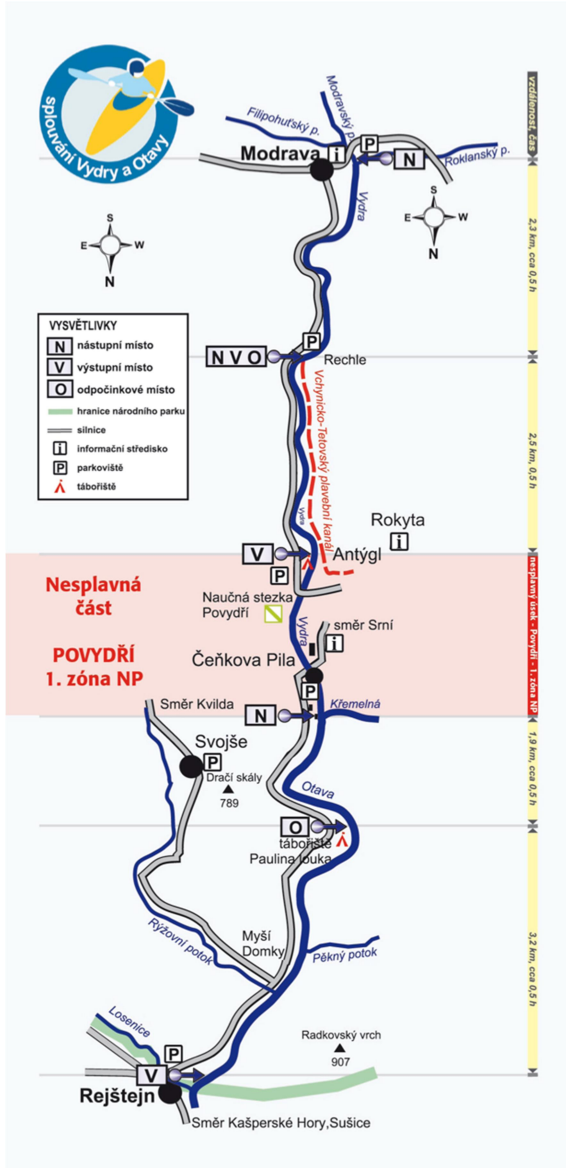 splouvání Vydry a Otavy
vzdálenost, čas
Filipohuťský p.
Modravský p.
Modrava
i
P
N
Roklanský p.
Vydra
S
E W
N
S
E W
N
2,3 km, cca 0,5 h
VYSVĚTLIVKY
N nástupní místo
V výstupní místo
O odpočinkové místo
hranice národního parku
silnice
i informační středisko
P parkoviště
tábořiště
N V O
P
Rechle
Vchynicko-Tetovský plavební kanál
2,5 km, 0,5 h
Vydra
Rokyta
i
V
Antýgl
P
Nesplavná
část
POVYDŘÍ
1. zóna NP
Naučná stezka
Povydří
Vydra
směr Srní
i
nesplavný úsek - Povydří - 1. zóna NP
Čeňkova Pila
P
Směr Kvilda
N
Křemelná
Svojše
P
Dračí skály
789
Otava
1,9 km, cca 0,5 h
O
tábořiště
Paulina louka
Myší
Domky
Rýžovní potok
Pěkný potok
3,2 km, cca 0,5 h
Losenice
Radkovský vrch
907
P
V
Rejštejn
Směr Kašperské Hory,Sušice